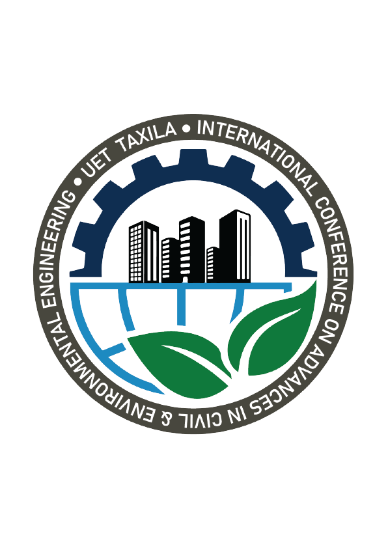 UET TAXILA • INTERNATIONAL CONFERENCE ON ADVANCES IN CIVIL & ENVIRONMENTAL ENGINEERING •